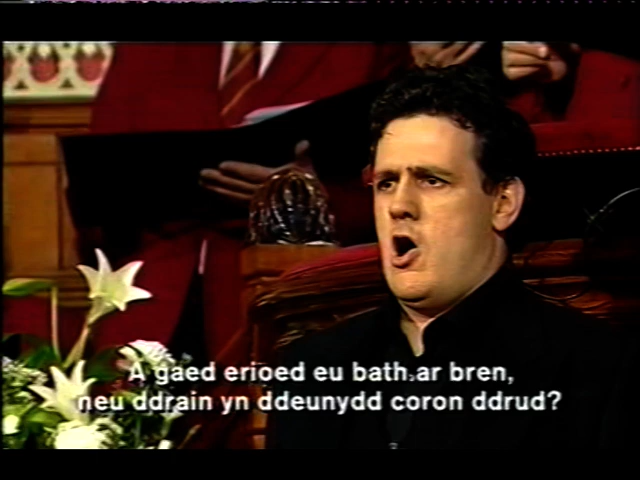 A gaed erioed eu bath ar bren,
neu ddrain yn ddeunydd coron ddrud?